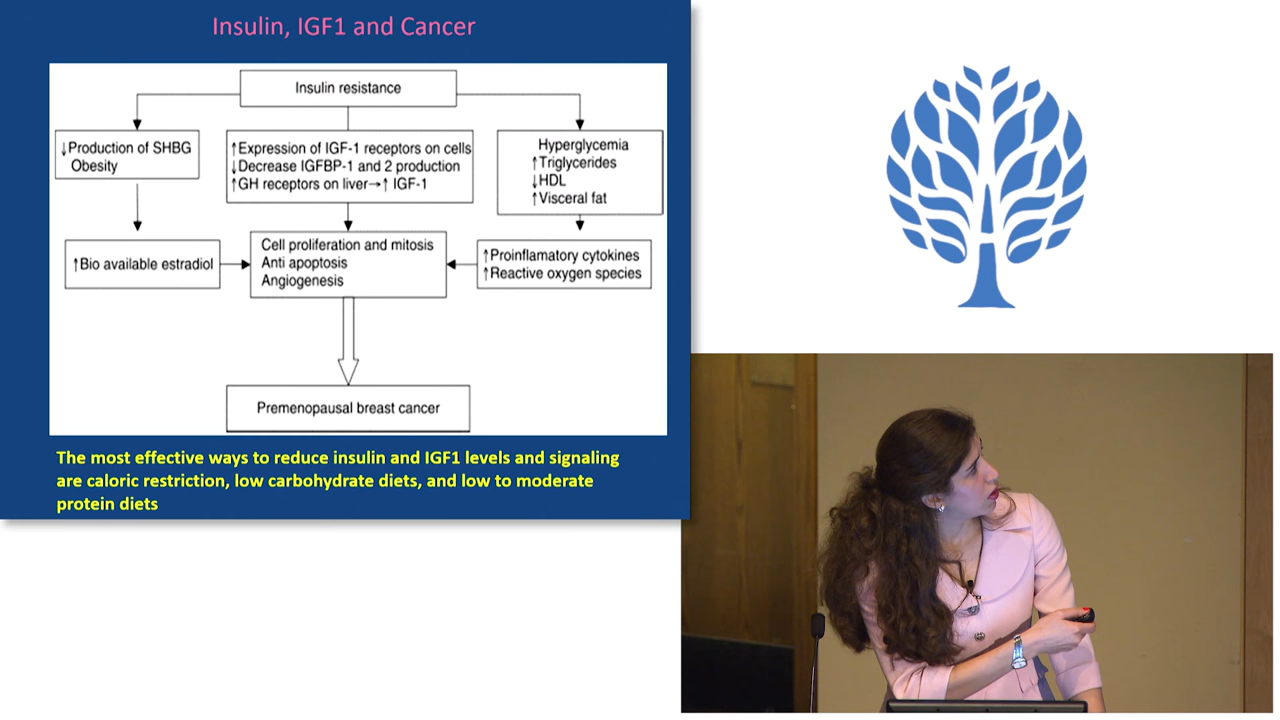 Insulin, IGF1 and Cancer
Insulin resistance
↓Production of SHBG
Obesity
↑Expression of IGF-1 receptors on cells
↓Decrease IGFBP-1 and 2 production
↑GH receptors on liver→↑ IGF-1
Hyperglycemia
↑Triglycerides
↓HDL
↑Visceral fat
↑Bio available estradiol
Cell proliferation and mitosis
Anti apoptosis
Angiogenesis
↑Proinflamatory cytokines
↑Reactive oxygen species
Premenopausal breast cancer
The most effective ways to reduce insulin and IGF1 levels and signaling
are caloric restriction, low carbohydrate diets, and low to moderate
protein diets